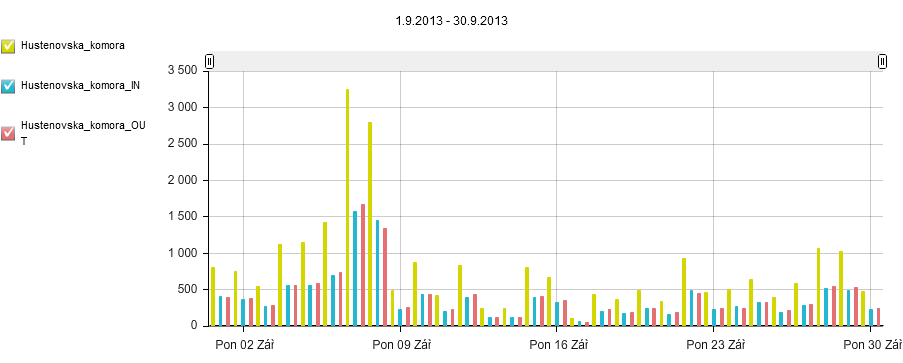 1.9.2013 - 30.9.2013
Hustenovska_komora
Hustenovska_komora_IN
Hustenovska_komora_OU
T
3 500
3 000
2 500
2 000
1 500
1 000
500
0
Pon 02 Zář
Pon 09 Zář
Pon 16 Zář
Pon 23 Zář
Pon 30 Zář